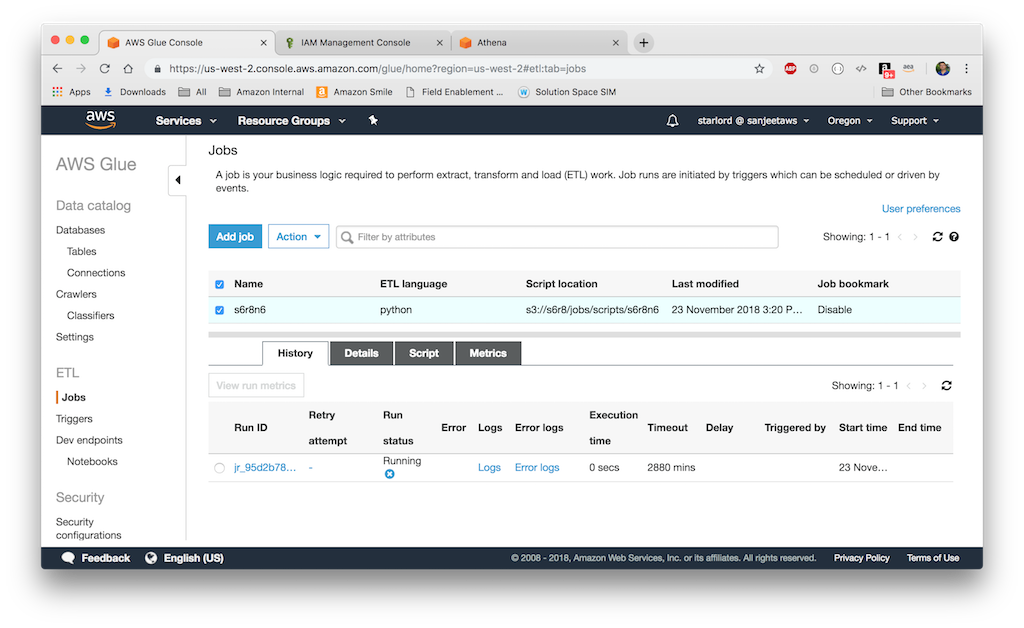 AWS Glue Console
IAM Management Console
Athena
https://us-west-2.console.aws.amazon.com/glue/home?region=us-west-2#etl:tab=jobs
ABP
a
g+
aea
Apps
Downloads
All
Amazon Internal
a
Amazon Smile
Field Enablement ...
W
Solution Space SIM
Other Bookmarks
aws
Services
Resource Groups
starlord @ sanjeetaws
Oregon
Support
AWS Glue
Data catalog
Databases
Tables
Connections
Crawlers
Classifiers
Settings
ETL
Jobs
Triggers
Dev endpoints
Notebooks
Security
Security
configurations
Jobs
A job is your business logic required to perform extract, transform and load (ETL) work. Job runs are initiated by triggers which can be scheduled or driven by
events.
User preferences
Add job
Action
Filter by attributes
Showing: 1 - 1
Name ETL language Script location Last modified Job bookmark
s6r8n6 python s3://s6r8/jobs/scripts/s6r8n6 23 November 2018 3:20 P... Disable
History
Details
Script
Metrics
View run metrics
Showing: 1 - 1
Run ID Retry attempt Run status Error Logs Error logs Execution time Timeout Delay Triggered by Start time End time
jr_95d2b78... - Running Logs Error logs 0 secs 2880 mins 23 Nove...
Feedback
English (US)
© 2008 - 2018, Amazon Web Services, Inc. or its affiliates. All rights reserved.
Privacy Policy
Terms of Use